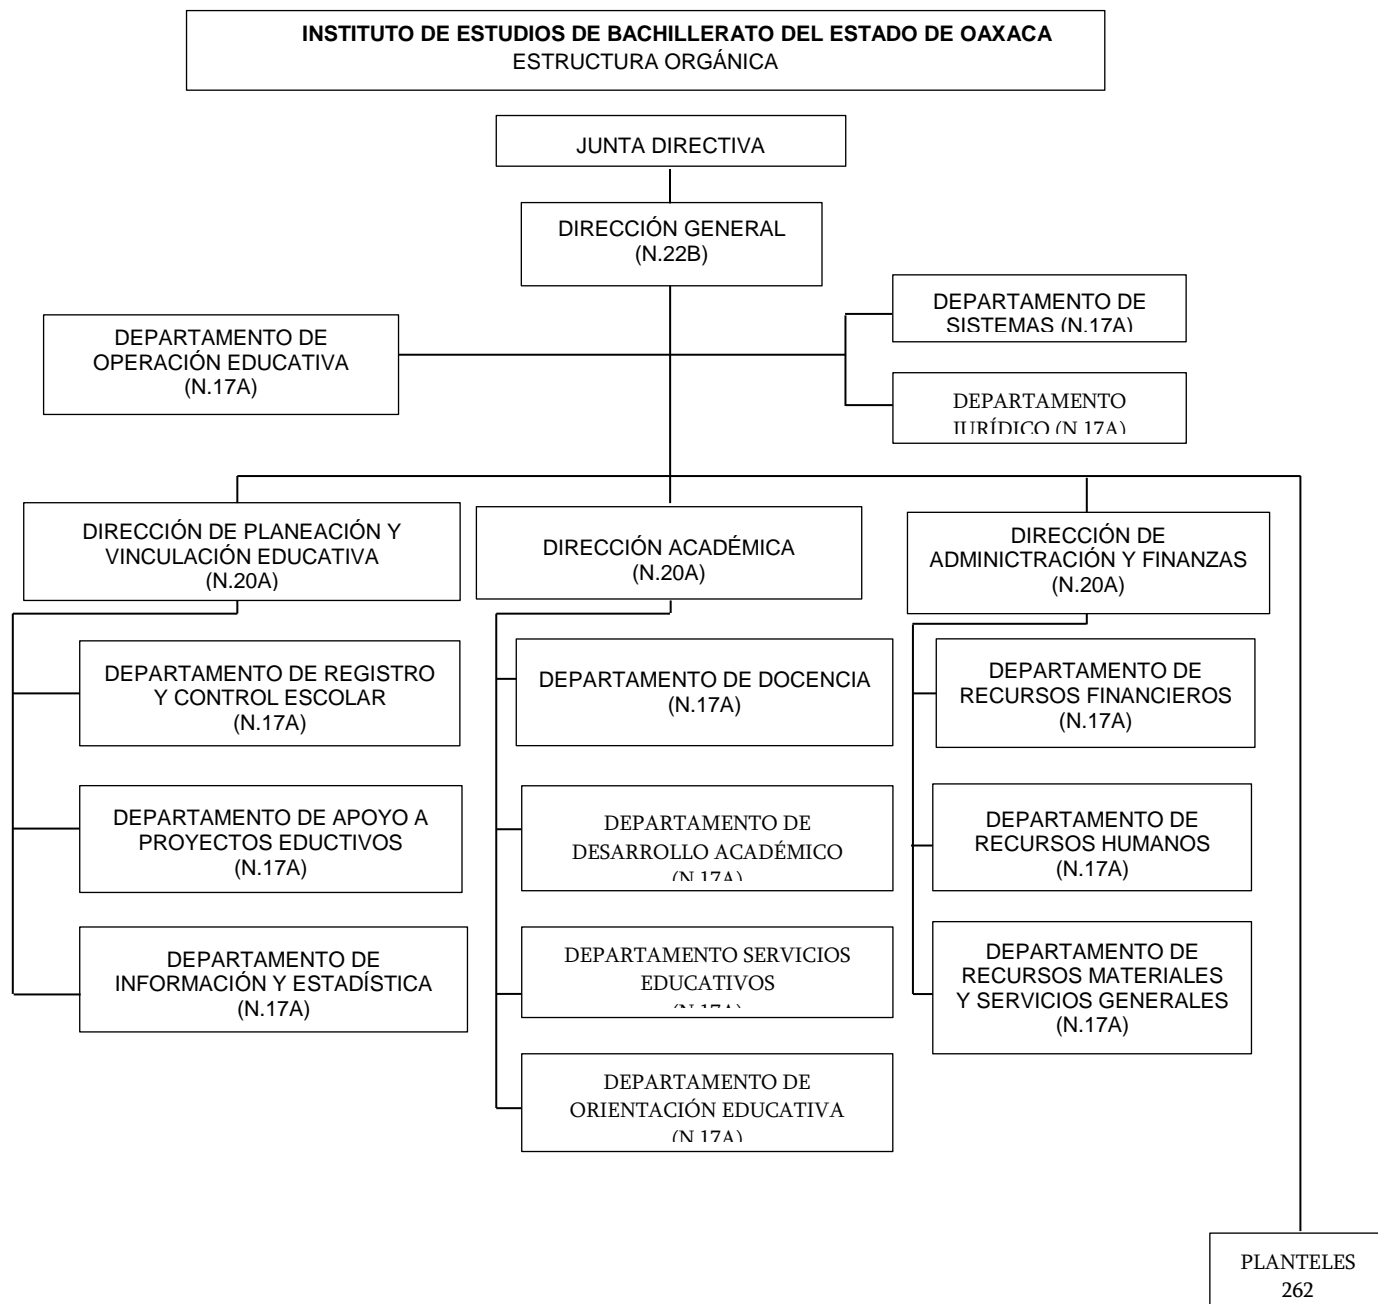 INSTITUTO DE ESTUDIOS DE BACHILLERATO DEL ESTADO DE OAXACA
ESTRUCTURA ORGÁNICA
JUNTA DIRECTIVA
DIRECCIÓN GENERAL
(N.22B)
DEPARTAMENTO DE
OPERACIÓN EDUCATIVA
(N.17A)
DEPARTAMENTO DE
SISTEMAS (N.17A)
DEPARTAMENTO
JURÍDICO (N.17A)
DIRECCIÓN DE PLANEACIÓN Y
VINCULACIÓN EDUCATIVA
(N.20A)
DIRECCIÓN ACADÉMICA
(N.20A)
DIRECCIÓN DE
ADMINICTRACIÓN Y FINANZAS
(N.20A)
DEPARTAMENTO DE REGISTRO
Y CONTROL ESCOLAR
(N.17A)
DEPARTAMENTO DE APOYO A
PROYECTOS EDUCTIVOS
(N.17A)
DEPARTAMENTO DE
INFORMACIÓN Y ESTADÍSTICA
(N.17A)
DEPARTAMENTO DE DOCENCIA
(N.17A)
DEPARTAMENTO DE
DESARROLLO ACADÉMICO
(N.17A)
DEPARTAMENTO SERVICIOS
EDUCATIVOS
(N.17A)
DEPARTAMENTO DE
ORIENTACIÓN EDUCATIVA
(N.17A)
DEPARTAMENTO DE
RECURSOS FINANCIEROS
(N.17A)
DEPARTAMENTO DE
RECURSOS HUMANOS
(N.17A)
DEPARTAMENTO DE
RECURSOS MATERIALES
Y SERVICIOS GENERALES
(N.17A)
PLANTELES
262